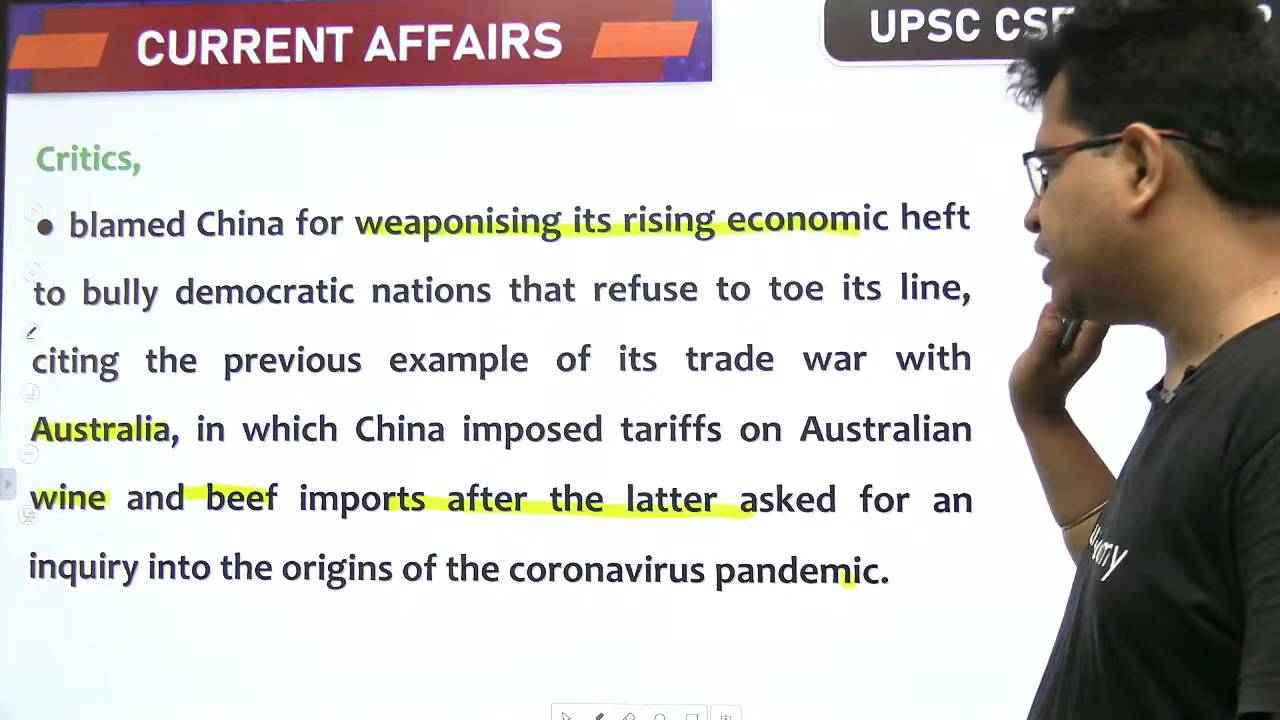 CURRENT AFFAIRS
UPSC CSE
Critics,
• blamed China for weaponising its rising economic heft
to bully democratic nations that refuse to toe its line,
citing the previous example of its trade war with
Australia, in which China imposed tariffs on Australian
wine and beef imports after the latter asked for an
inquiry into the origins of the coronavirus pandemic.